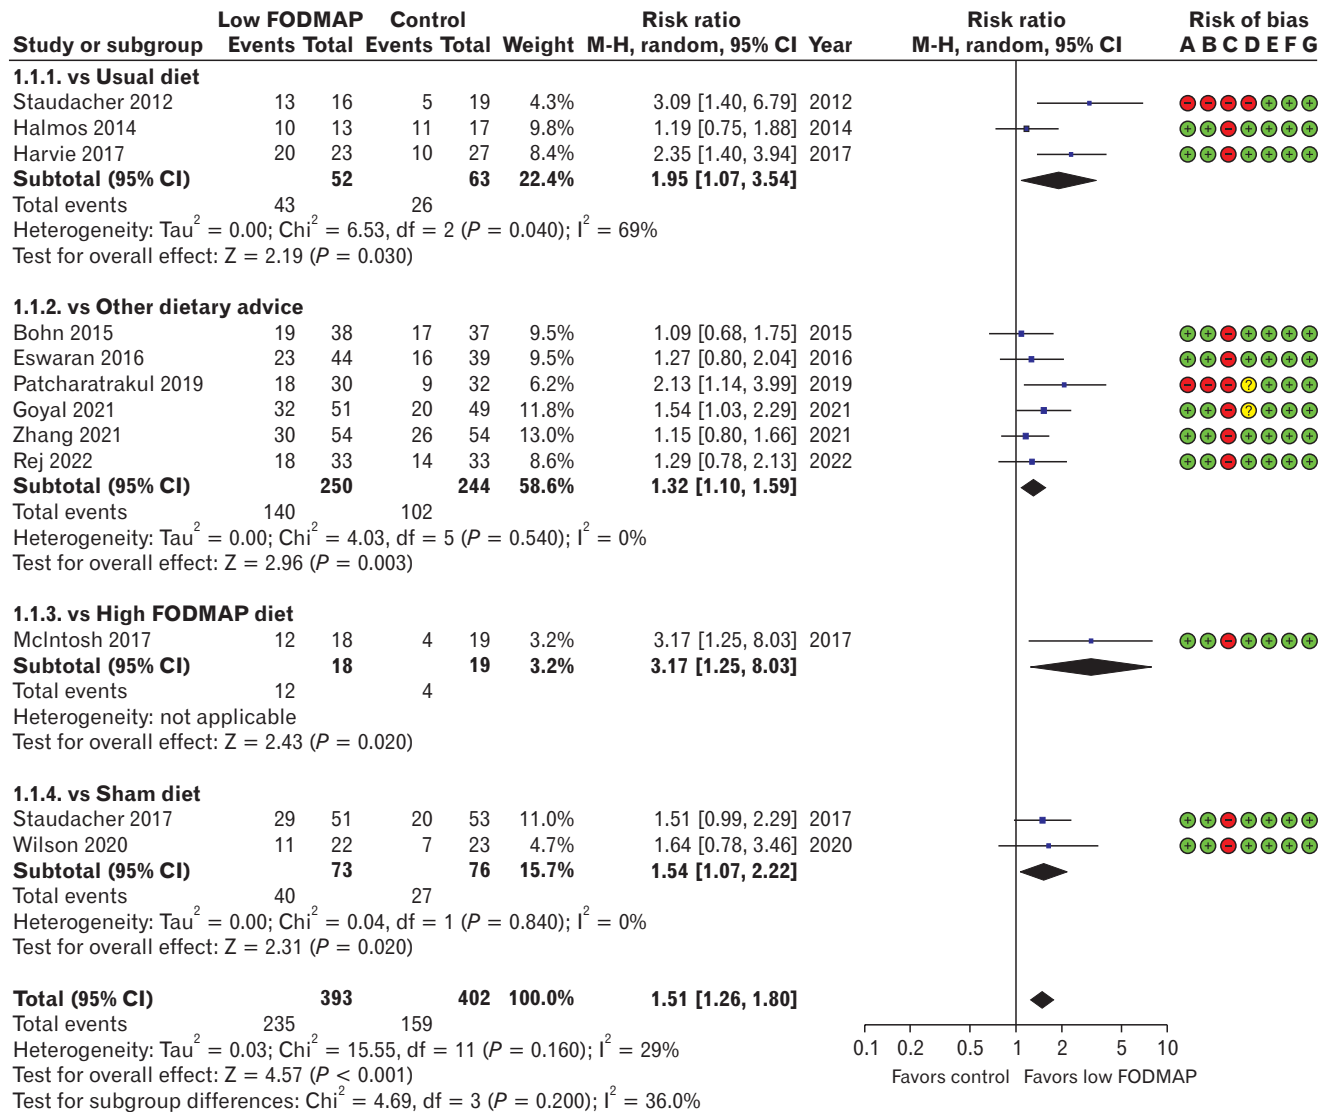 Low FODMAP Control Risk ratio Risk ratio Risk of bias
Study or subgroup Events Total Events Total Weight M-H, random, 95% CI Year M-H, random, 95% CI A B C D E F G
1.1.1. vs Usual diet
Staudacher 2012 13 16 5 19 4.3% 3.09 [1.40, 6.79] 2012 - - - - + + +
Halmos 2014 10 13 11 17 9.8% 1.19 [0.75, 1.88] 2014 + + - + + + +
Harvie 2017 20 23 10 27 8.4% 2.35 [1.40, 3.94] 2017 + + - + + + +
Subtotal (95% CI) 52 63 22.4% 1.95 [1.07, 3.54]
Total events 43 26
Heterogeneity: Tau² = 0.00; Chi² = 6.53, df = 2 (P = 0.040); I² = 69%
Test for overall effect: Z = 2.19 (P = 0.030)
1.1.2. vs Other dietary advice
Bohn 2015 19 38 17 37 9.5% 1.09 [0.68, 1.75] 2015 + + - + + + +
Eswaran 2016 23 44 16 39 9.5% 1.27 [0.80, 2.04] 2016 + + - + + + +
Patcharatrakul 2019 18 30 9 32 6.2% 2.13 [1.14, 3.99] 2019 - - - ? + + +
Goyal 2021 32 51 20 49 11.8% 1.54 [1.03, 2.29] 2021 + + - ? + + +
Zhang 2021 30 54 26 54 13.0% 1.15 [0.80, 1.66] 2021 + + - + + + +
Rej 2022 18 33 14 33 8.6% 1.29 [0.78, 2.13] 2022 + + - + + + +
Subtotal (95% CI) 250 244 58.6% 1.32 [1.10, 1.59]
Total events 140 102
Heterogeneity: Tau² = 0.00; Chi² = 4.03, df = 5 (P = 0.540); I² = 0%
Test for overall effect: Z = 2.96 (P = 0.003)
1.1.3. vs High FODMAP diet
McIntosh 2017 12 18 4 19 3.2% 3.17 [1.25, 8.03] 2017 + + - + + + +
Subtotal (95% CI) 18 19 3.2% 3.17 [1.25, 8.03]
Total events 12 4
Heterogeneity: not applicable
Test for overall effect: Z = 2.43 (P = 0.020)
1.1.4. vs Sham diet
Staudacher 2017 29 51 20 53 11.0% 1.51 [0.99, 2.29] 2017 + + - + + + +
Wilson 2020 11 22 7 23 4.7% 1.64 [0.78, 3.46] 2020 + + - + + + +
Subtotal (95% CI) 73 76 15.7% 1.54 [1.07, 2.22]
Total events 40 27
Heterogeneity: Tau² = 0.00; Chi² = 0.04, df = 1 (P = 0.840); I² = 0%
Test for overall effect: Z = 2.31 (P = 0.020)
Total (95% CI) 393 402 100.0% 1.51 [1.26, 1.80]
Total events 235 159
Heterogeneity: Tau² = 0.03; Chi² = 15.55, df = 11 (P = 0.160); I² = 29%
Test for overall effect: Z = 4.57 (P < 0.001)
Test for subgroup differences: Chi² = 4.69, df = 3 (P = 0.200); I² = 36.0%
0.1 0.2 0.5 1 2 5 10
Favors control Favors low FODMAP